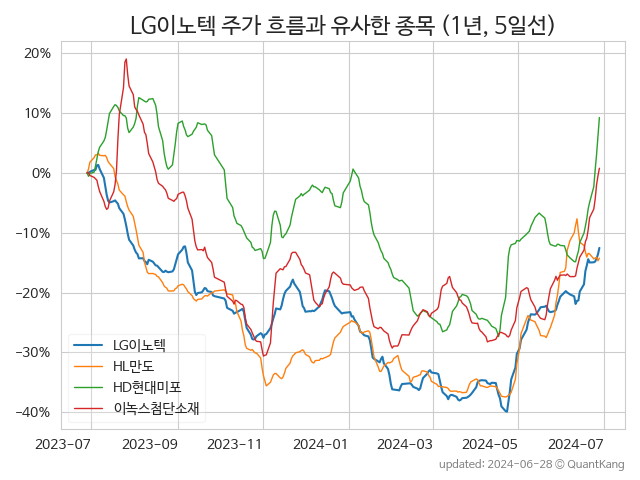 LG이노텍 주가 흐름과 유사한 종목 (1년, 5일선)
20%
10%
0%
−10%
−20%
−30%
−40%
LG이노텍
HL만도
HD현대미포
이녹스첨단소재
2023-07 2023-09 2023-11 2024-01 2024-03 2024-05 2024-07
updated: 2024-06-28 © QuantKang